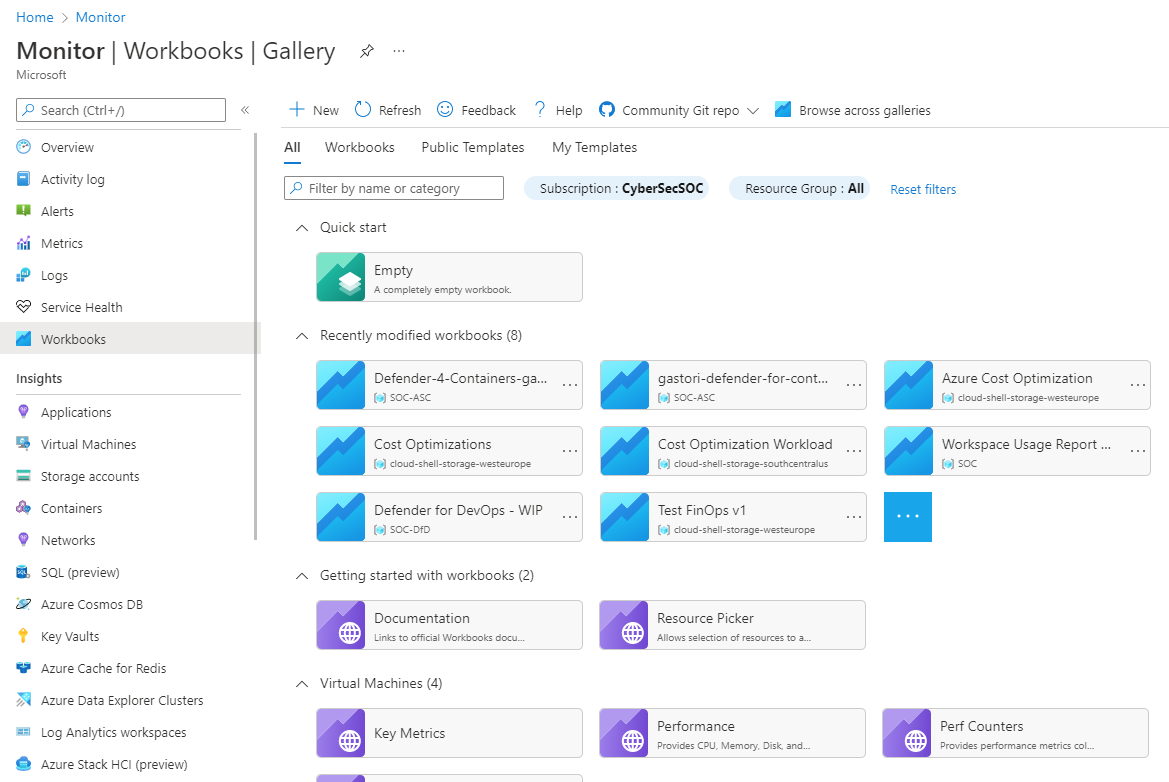 Home > Monitor
Monitor | Workbooks | Gallery
...
Microsoft
Search (Ctrl+/)
«
Overview
Activity log
Alerts
Metrics
Logs
Service Health
Workbooks
Insights
Applications
Virtual Machines
Storage accounts
Containers
Networks
SQL (preview)
Azure Cosmos DB
Key Vaults
Azure Cache for Redis
Azure Data Explorer Clusters
Log Analytics workspaces
Azure Stack HCI (preview)
New Refresh Feedback Help Community Git repo Browse across galleries
All Workbooks Public Templates My Templates
Filter by name or category Subscription : CyberSecSOC Resource Group : All Reset filters
Quick start
Empty
A completely empty workbook.
Recently modified workbooks (8)
Defender-4-Containers-ga...
SOC-ASC
gastori-defender-for-cont...
SOC-ASC
Azure Cost Optimization
cloud-shell-storage-westeurope
Cost Optimizations
cloud-shell-storage-westeurope
Cost Optimization Workload
cloud-shell-storage-southcentralus
Workspace Usage Report ...
SOC
Defender for DevOps - WIP
SOC-DfD
Test FinOps v1
cloud-shell-storage-westeurope
Getting started with workbooks (2)
Documentation
Links to official Workbooks docu...
Resource Picker
Allows selection of resources to a...
Virtual Machines (4)
Key Metrics
Performance
Provides CPU, Memory, Disk, and...
Perf Counters
Provides performance metrics col...